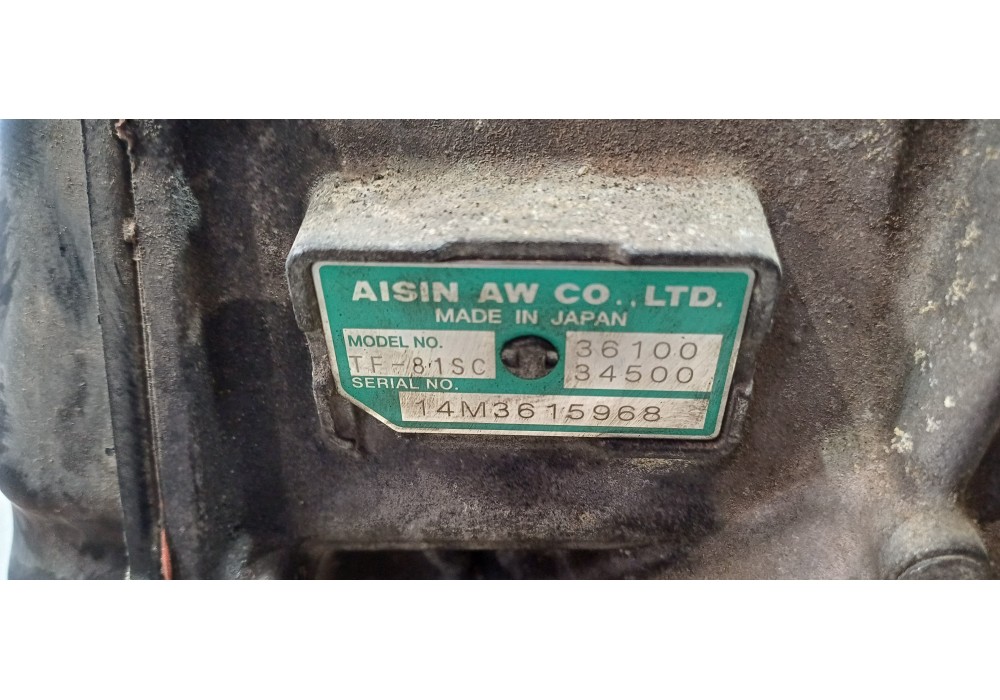 AISIN AW CO.,LTD.
MADE IN JAPAN
MODEL NO. 36100
TF-81SC 34500
SERIAL NO.
14M3615968